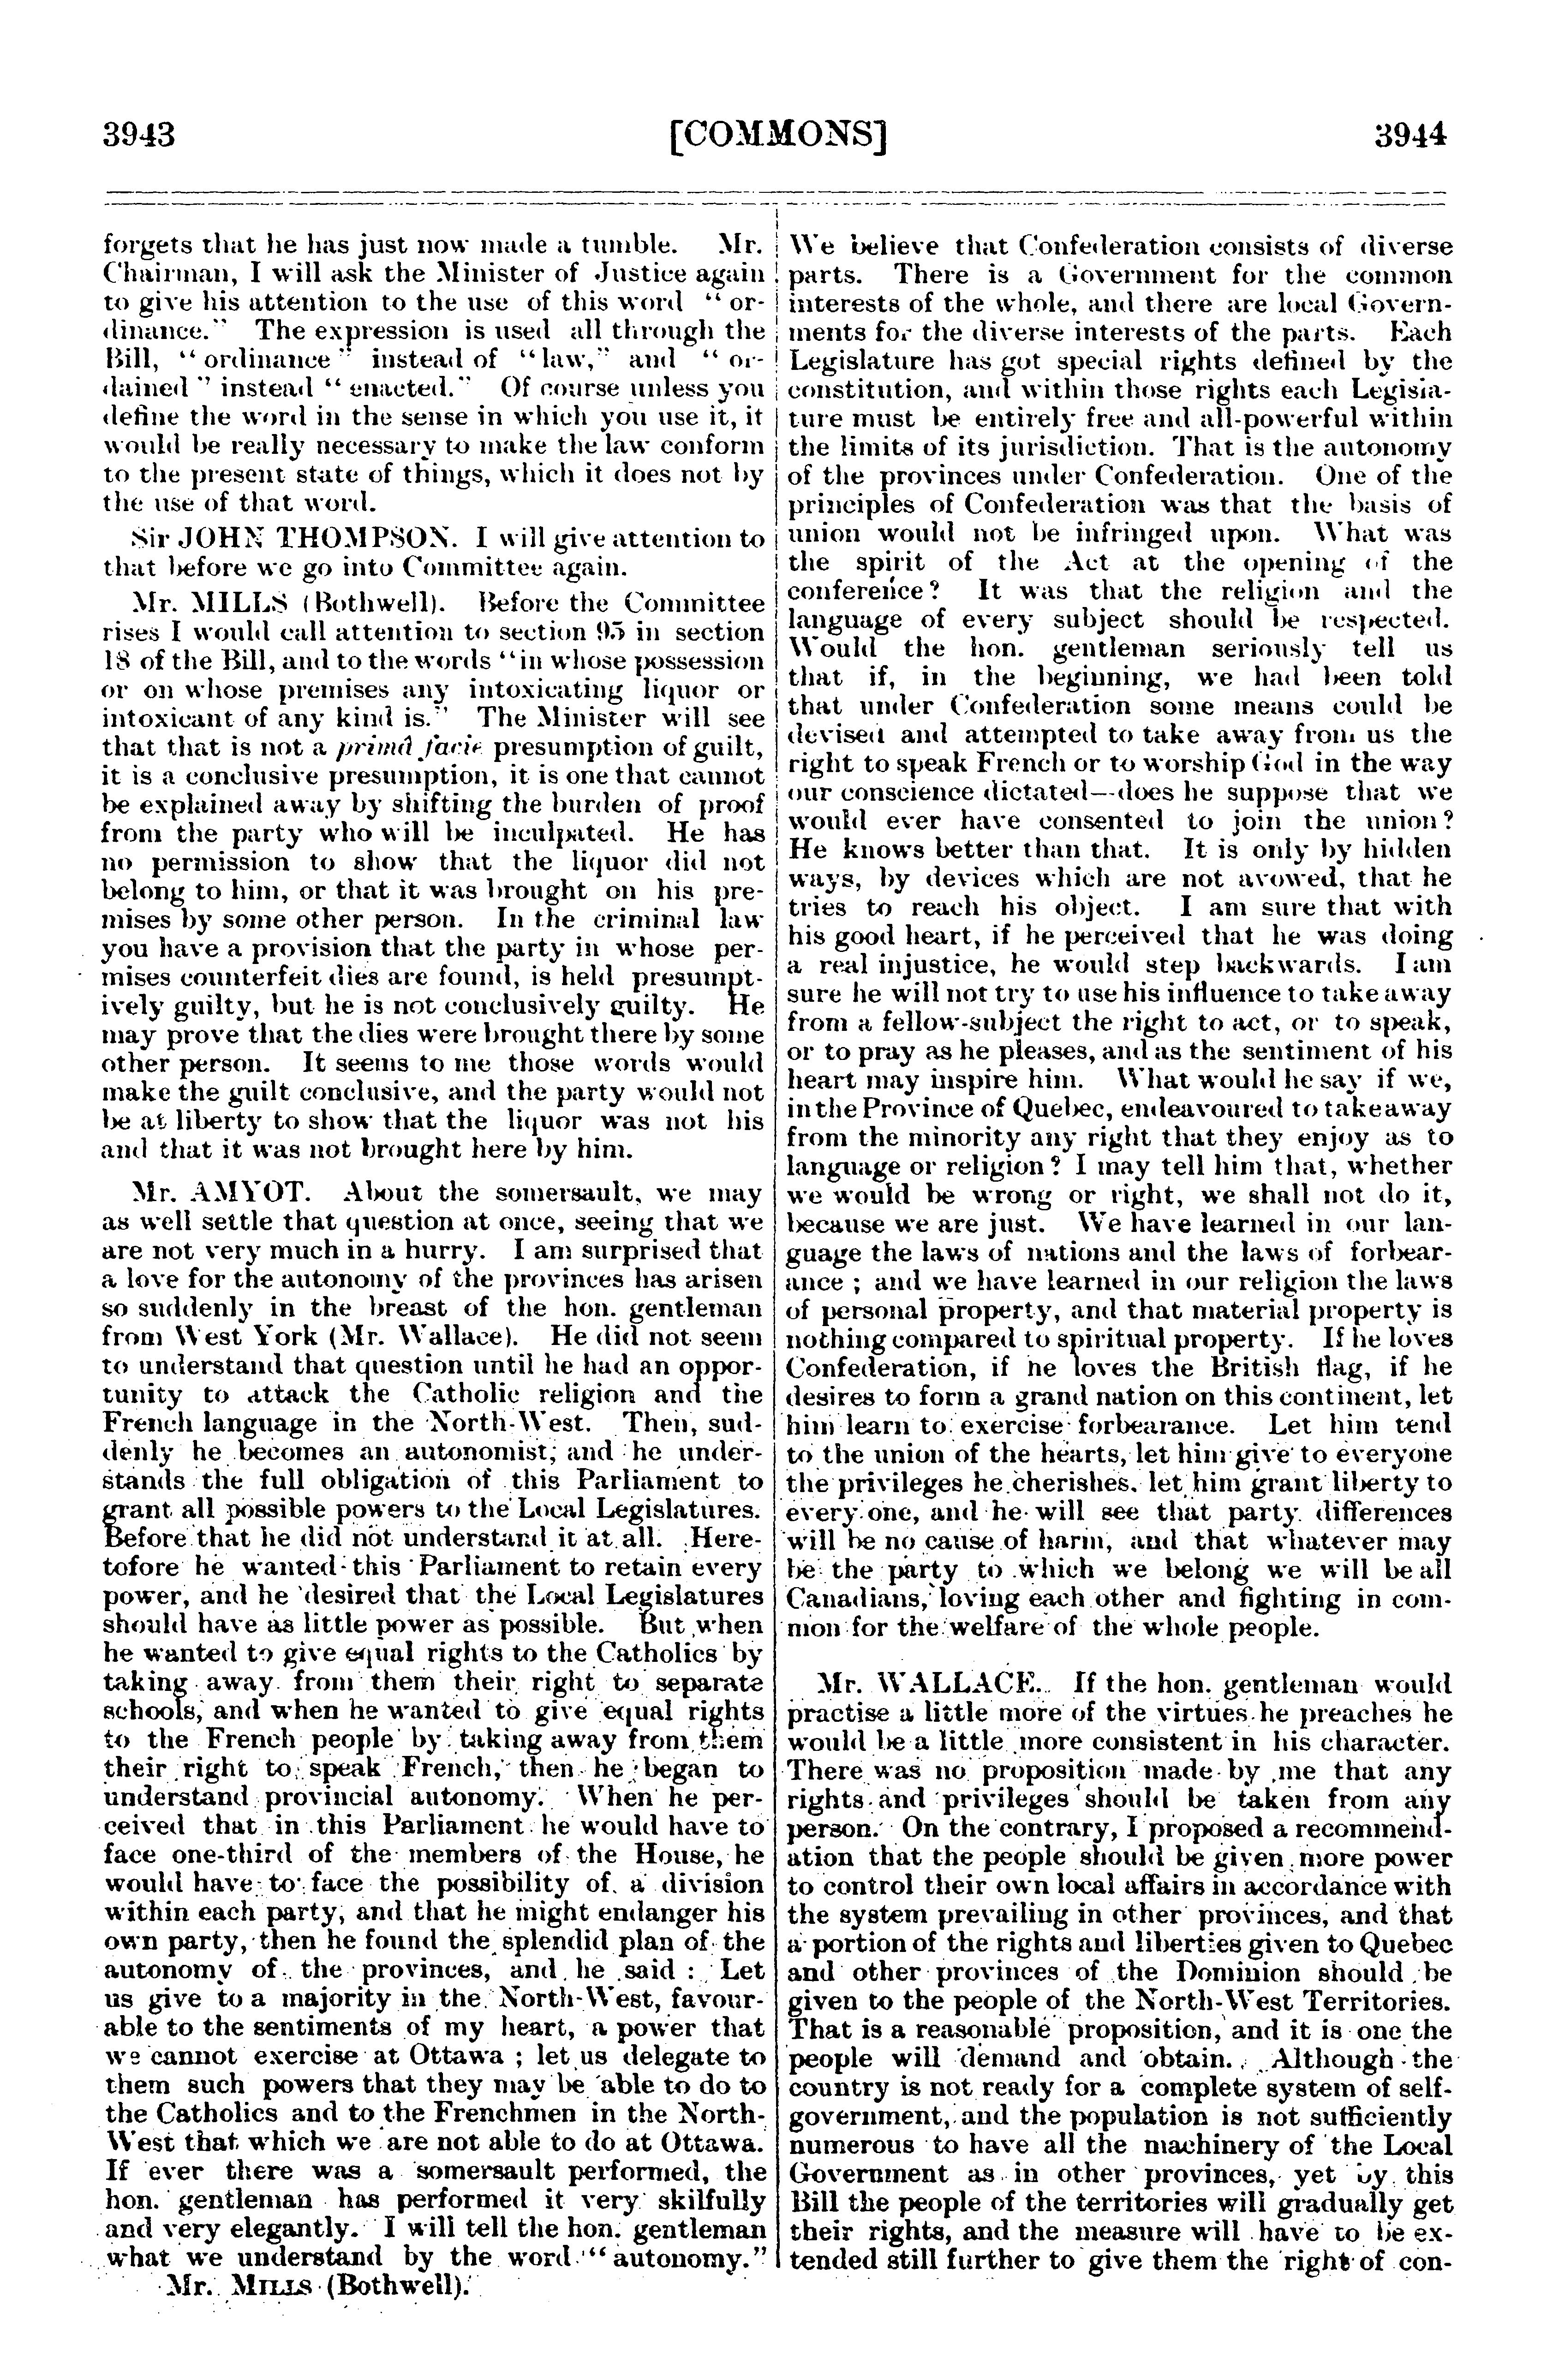 3943
[COMMONS]
3944
forgets that he has just now made a tumble. Mr.
Chairman, I will ask the Minister of Justice again
to give his attention to the use of this word " or-
dinance." The expression is used all through the
Bill, "ordinance" instead of "law," and "or-
dained" instead "enacted." Of course unless you
define the word in the sense in which you use it, it
would be really necessary to make the law conform
to the present state of things, which it does not by
the use of that word.
Sir JOHN THOMPSON. I will give attention to
that before we go into Committee again.
Mr. MILLS (Bothwell). Before the Committee
rises I would call attention to section 95 in section
18 of the Bill, and to the words "in whose possession
or on whose premises any intoxicating liquor or
intoxicant of any kind is." The Minister will see
that that is not a primâ facie presumption of guilt,
it is a conclusive presumption, it is one that cannot
be explained away by shifting the burden of proof
from the party who will be inculpated. He has
no permission to show that the liquor did not
belong to him, or that it was brought on his pre-
mises by some other person. In the criminal law
you have a provision that the party in whose per-
mises counterfeit dies are found, is held presumpt-
ively guilty, but he is not conclusively guilty. He
may prove that the dies were brought there by some
other person. It seems to me those words would
make the guilt conclusive, and the party would not
be at liberty to show that the liquor was not his
and that it was not brought here by him.
Mr. AMYOT. About the somersault, we may
as well settle that question at once, seeing that we
are not very much in a hurry. I am surprised that
a love for the autonomy of the provinces has arisen
so suddenly in the breast of the hon. gentleman
from West York (Mr. Wallace). He did not seem
to understand that question until he had an oppor-
tunity to attack the Catholic religion and the
French language in the North-West. Then, sud-
denly he becomes an autonomist, and he under-
stands the full obligation of this Parliament to
grant all possible powers to the Local Legislatures.
Before that he did not understand it at all. Here-
tofore he wanted this Parliament to retain every
power, and he desired that the Local Legislatures
should have as little power as possible. But when
he wanted to give equal rights to the Catholics by
taking away from them their right to separate
schools, and when he wanted to give equal rights
to the French people by taking away from them
their right to speak French, then he began to
understand provincial autonomy. When he per-
ceived that in this Parliament he would have to
face one-third of the members of the House, he
would have to face the possibility of a division
within each party, and that he might endanger his
own party, then he found the splendid plan of the
autonomy of the provinces, and he said : Let
us give to a majority in the North-West, favour-
able to the sentiments of my heart, a power that
we cannot exercise at Ottawa ; let us delegate to
them such powers that they may be able to do to
the Catholics and to the Frenchmen in the North-
West that which we are not able to do at Ottawa.
If ever there was a somersault performed, the
hon. gentleman has performed it very skilfully
and very elegantly. I will tell the hon. gentleman
what we understand by the word "autonomy."
Mr. MILLS (Bothwell).
We believe that Confederation consists of diverse
parts. There is a Government for the common
interests of the whole, and there are local Govern-
ments for the diverse interests of the parts. Each
Legislature has got special rights defined by the
constitution, and within those rights each Legisla-
ture must be entirely free and all-powerful within
the limits of its jurisdiction. That is the autonomy
of the provinces under Confederation. One of the
principles of Confederation was that the basis of
union would not be infringed upon. What was
the spirit of the Act at the opening of the
conference? It was that the religion and the
language of every subject should be respected.
Would the hon. gentleman seriously tell us
that if, in the beginning, we had been told
that under Confederation some means could be
devised and attempted to take away from us the
right to speak French or to worship God in the way
our conscience dictated—does he suppose that we
would ever have consented to join the union?
He knows better than that. It is only by hidden
ways, by devices which are not avowed, that he
tries to reach his object. I am sure that with
his good heart, if he perceived that he was doing
a real injustice, he would step backwards. I am
sure he will not try to use his influence to take away
from a fellow-subject the right to act, or to speak,
or to pray as he pleases, and as the sentiment of his
heart may inspire him. What would he say if we,
in the Province of Quebec, endeavoured to take away
from the minority any right that they enjoy as to
language or religion? I may tell him that, whether
we would be wrong or right, we shall not do it,
because we are just. We have learned in our lan-
guage the laws of nations and the laws of forbear-
ance ; and we have learned in our religion the laws
of personal property, and that material property is
nothing compared to spiritual property. If he loves
Confederation, if he loves the British flag, if he
desires to form a grand nation on this continent, let
him learn to exercise forbearance. Let him tend
to the union of the hearts, let him give to everyone
the privileges he cherishes, let him grant liberty to
every one, and he will see that party differences
will be no cause of harm, and that whatever may
be the party to which we belong we will be all
Canadians, loving each other and fighting in com-
mon for the welfare of the whole people.
Mr. WALLACE. If the hon. gentleman would
practise a little more of the virtues he preaches he
would be a little more consistent in his character.
There was no proposition made by me that any
rights and privileges should be taken from any
person. On the contrary, I proposed a recommend-
ation that the people should be given more power
to control their own local affairs in accordance with
the system prevailing in other provinces, and that
a portion of the rights and liberties given to Quebec
and other provinces of the Dominion should be
given to the people of the North-West Territories.
That is a reasonable proposition, and it is one the
people will demand and obtain. Although the
country is not ready for a complete system of self-
government, and the population is not sufficiently
numerous to have all the machinery of the Local
Government as in other provinces, yet by this
Bill the people of the territories will gradually get
their rights, and the measure will have to be ex-
tended still further to give them the right of con-